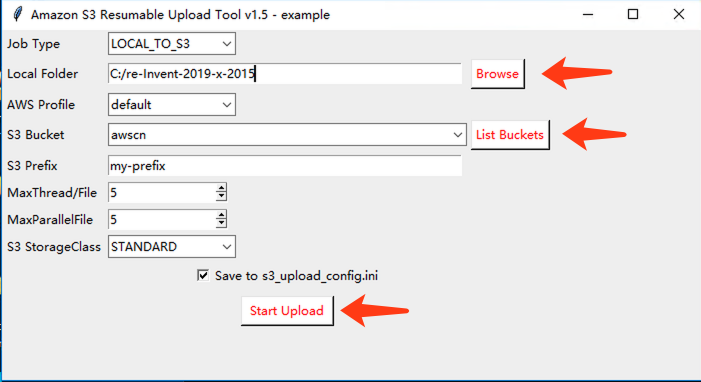 Amazon S3 Resumable Upload Tool v1.5 - example
Job Type LOCAL_TO_S3
Local Folder C:/re-Invent-2019-x-2015 Browse
AWS Profile default
S3 Bucket awscn List Buckets
S3 Prefix my-prefix
MaxThread/File 5
MaxParallelFile 5
S3 StorageClass STANDARD
Save to s3_upload_config.ini
Start Upload